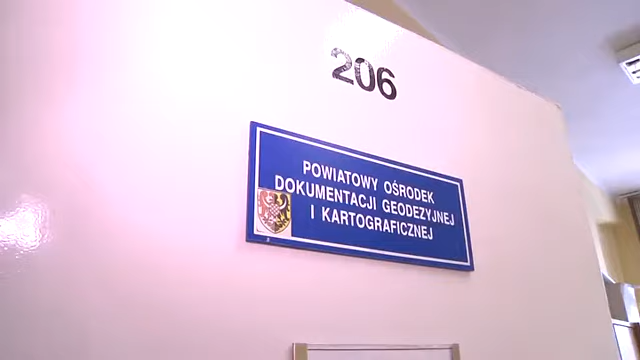 206
POWIATOWY OŚRODEK
DOKUMENTACJI GEODEZYJNEJ
I KARTOGRAFICZNEJ